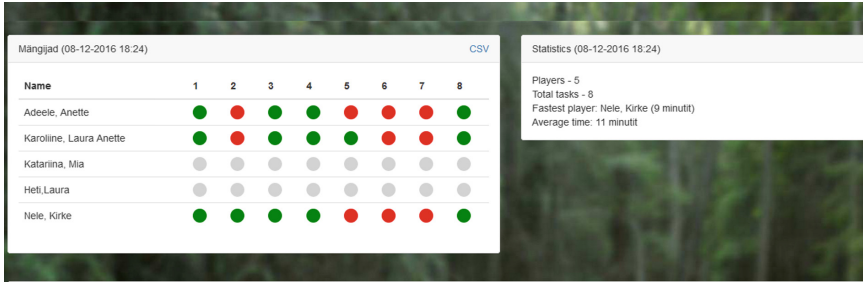 Mängijad (08-12-2016 18:24) CSV
Name 1 2 3 4 5 6 7 8
Adeele, Anette
Karoliine, Laura Anette
Katariina, Mia
Heti,Laura
Nele, Kirke
Statistics (08-12-2016 18:24)
Players - 5
Total tasks - 8
Fastest player: Nele, Kirke (9 minutit)
Average time: 11 minutit